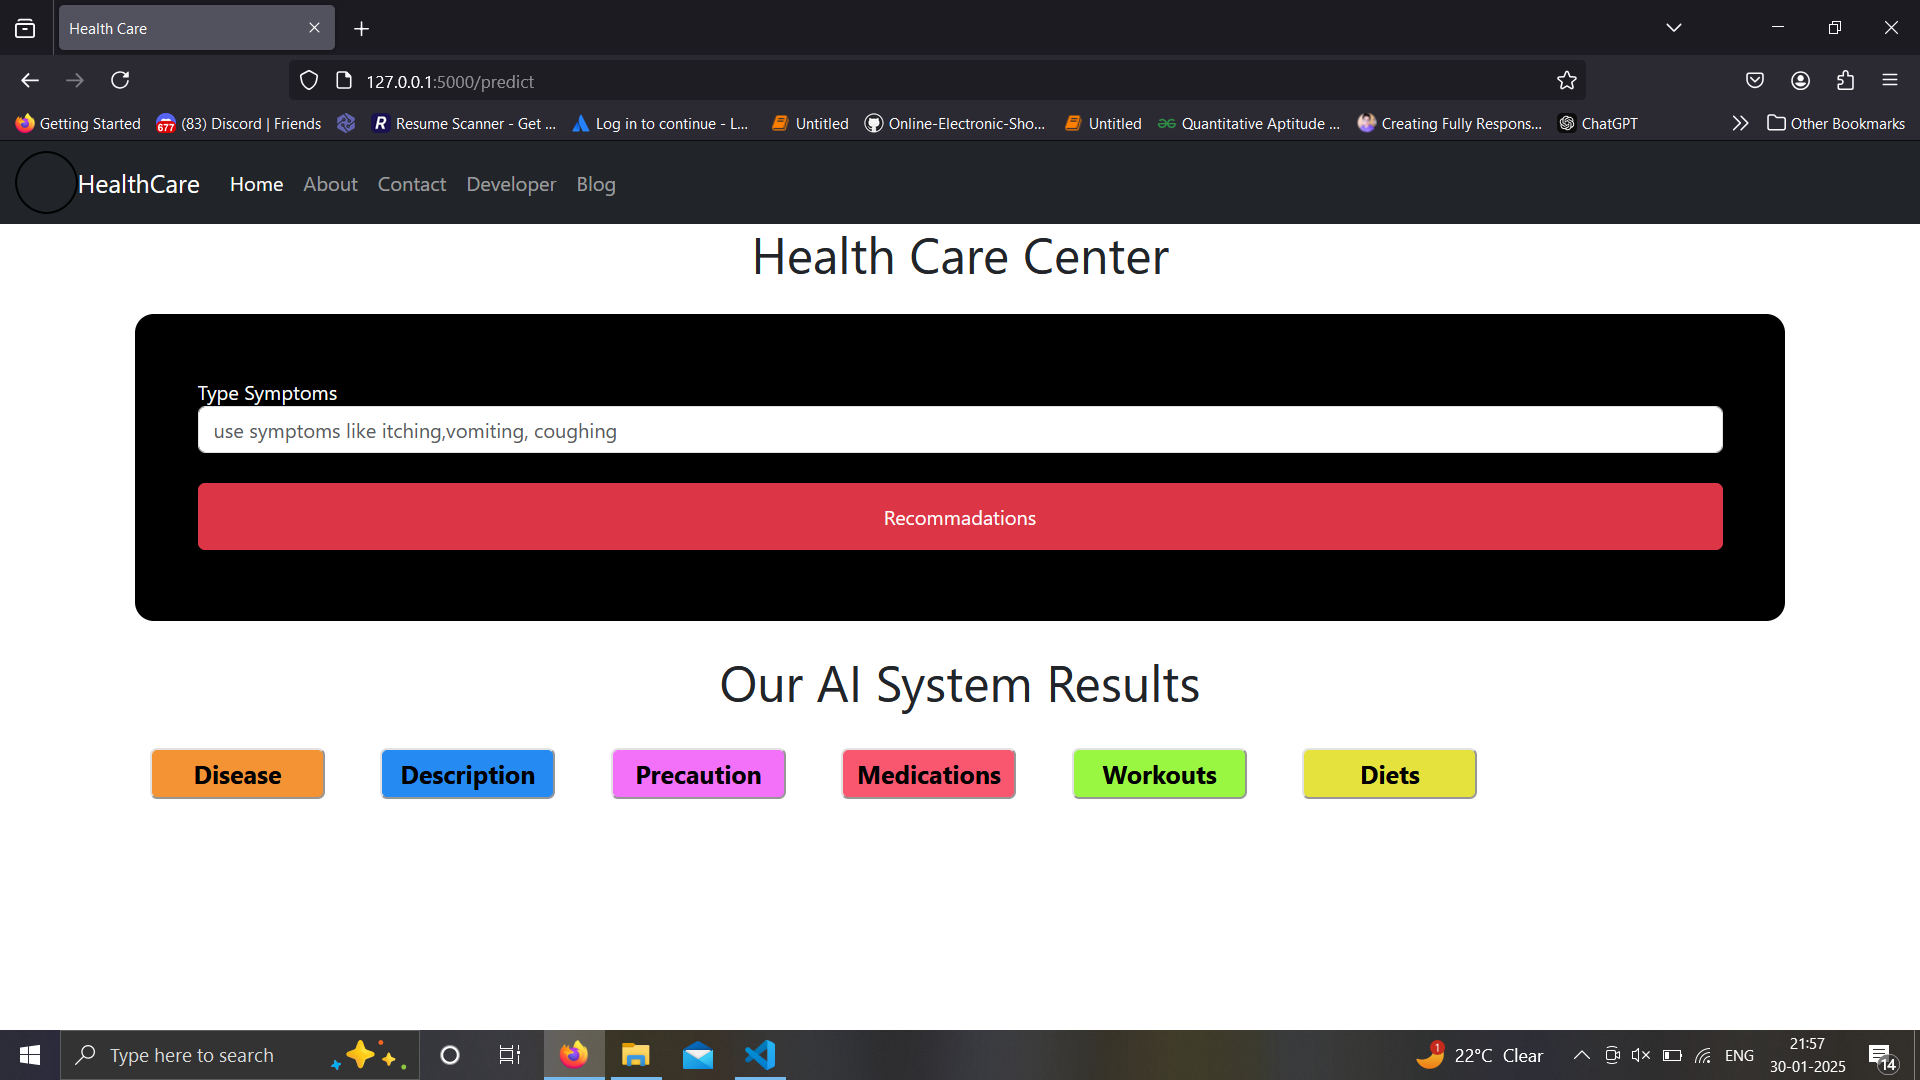 Health Care
127.0.0.1:5000/predict
Getting Started
677 (83) Discord | Friends
R Resume Scanner - Get ...
Log in to continue - L...
Untitled
Online-Electronic-Sho...
Untitled
Quantitative Aptitude ...
Creating Fully Respons...
ChatGPT
Other Bookmarks
HealthCare Home About Contact Developer Blog
Health Care Center
Type Symptoms
use symptoms like itching,vomiting, coughing
Recommadations
Our AI System Results
Disease Description Precaution Medications Workouts Diets
Type here to search
1 22°C Clear
ENG
21:57
30-01-2025
14